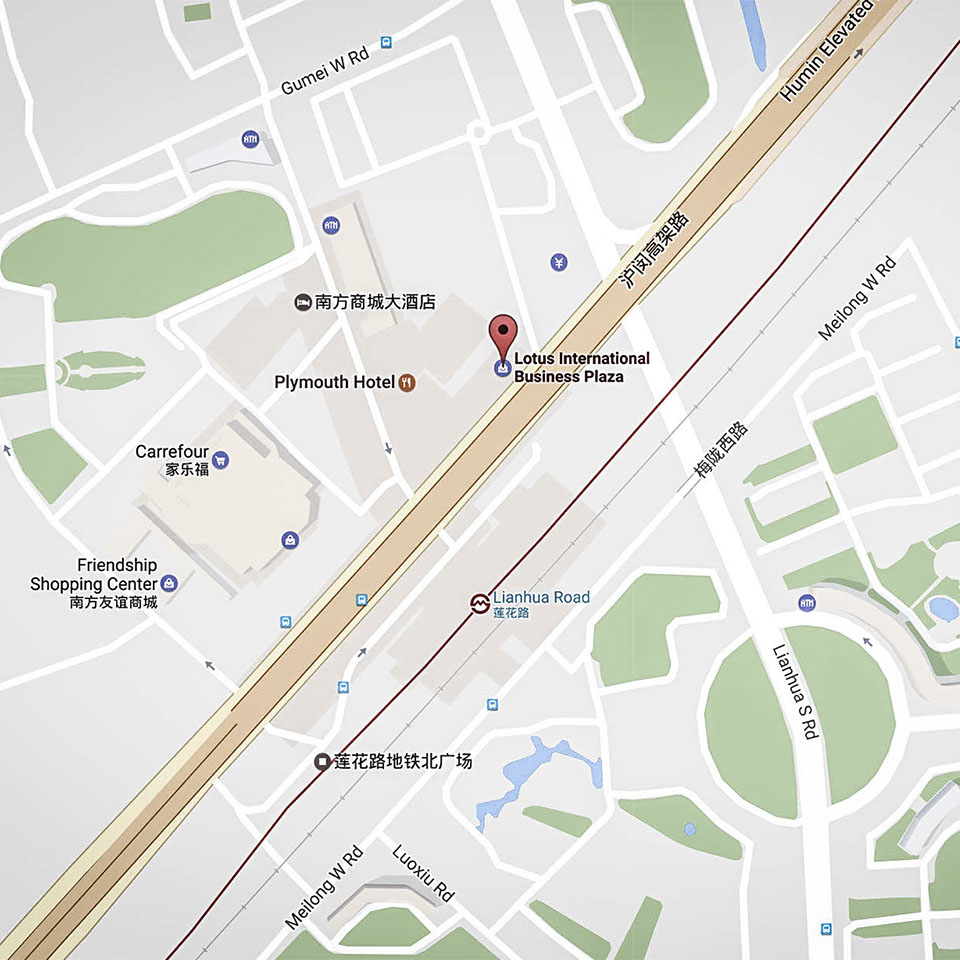 Humin Elevated
Gumei W Rd
ATM
ATM
沪闵高架路
¥
Meilong W Rd
南方商城大酒店
Lotus International
Business Plaza
Plymouth Hotel
梅陇西路
Carrefour
家乐福
Friendship
Shopping Center
南方友谊商城
Lianhua Road
莲花路
ATM
Lianhua S Rd
莲花路地铁北广场
Meilong W Rd
Luoxiu Rd